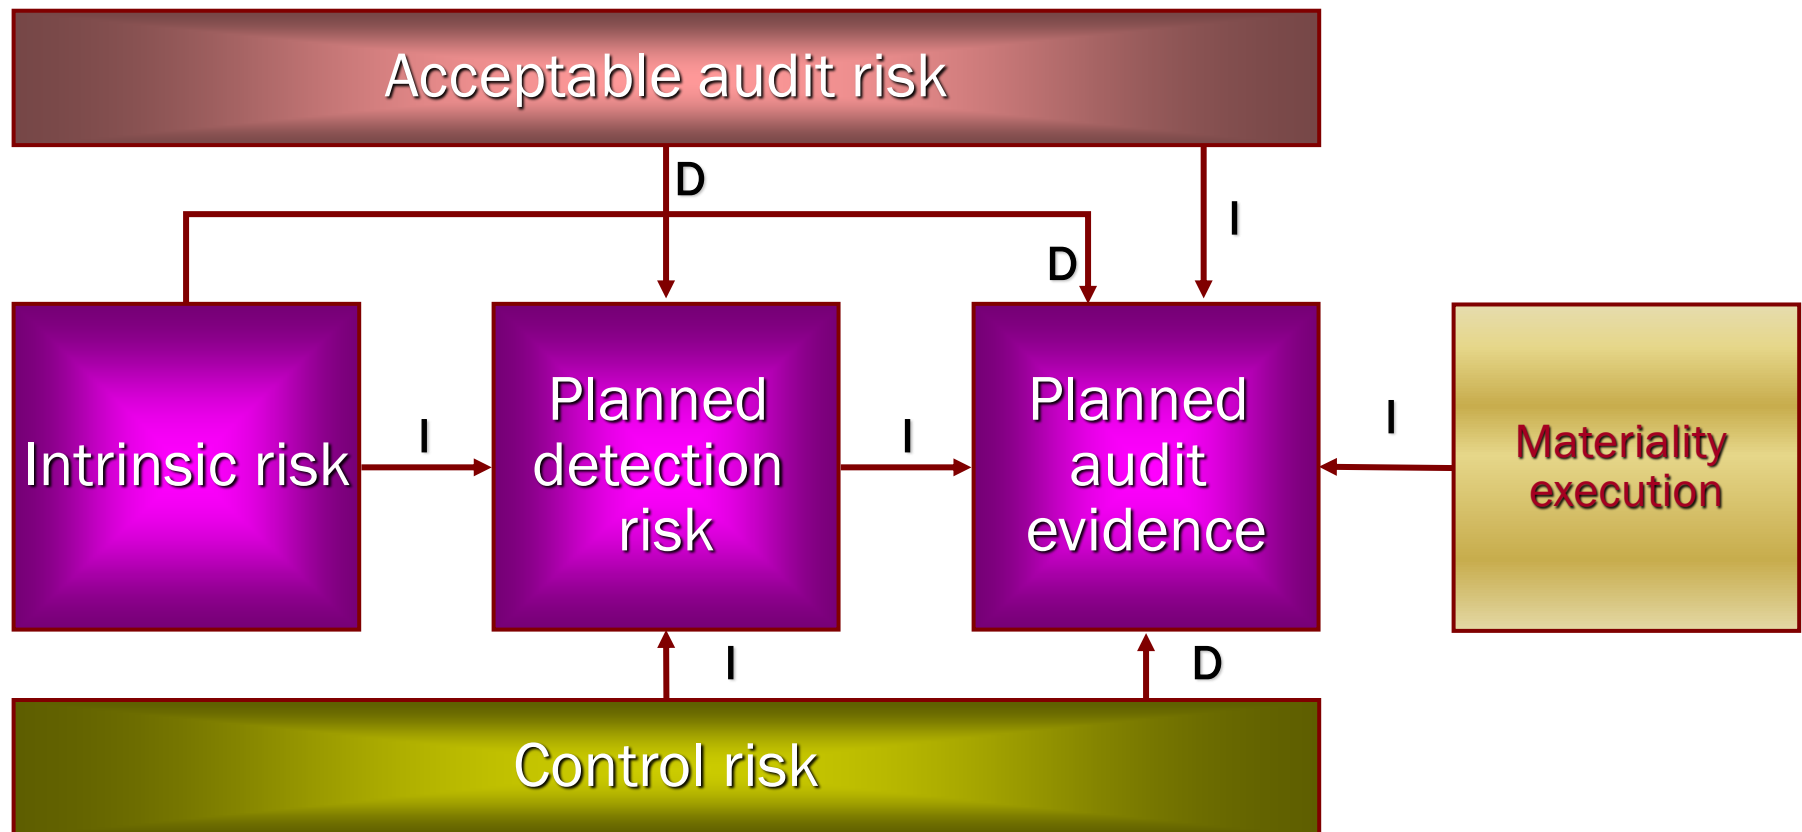 Acceptable audit risk
D
I
D
Intrinsic risk
I
Planned
detection
risk
I
Planned
audit
evidence
I
Materiality
execution
I
D
Control risk